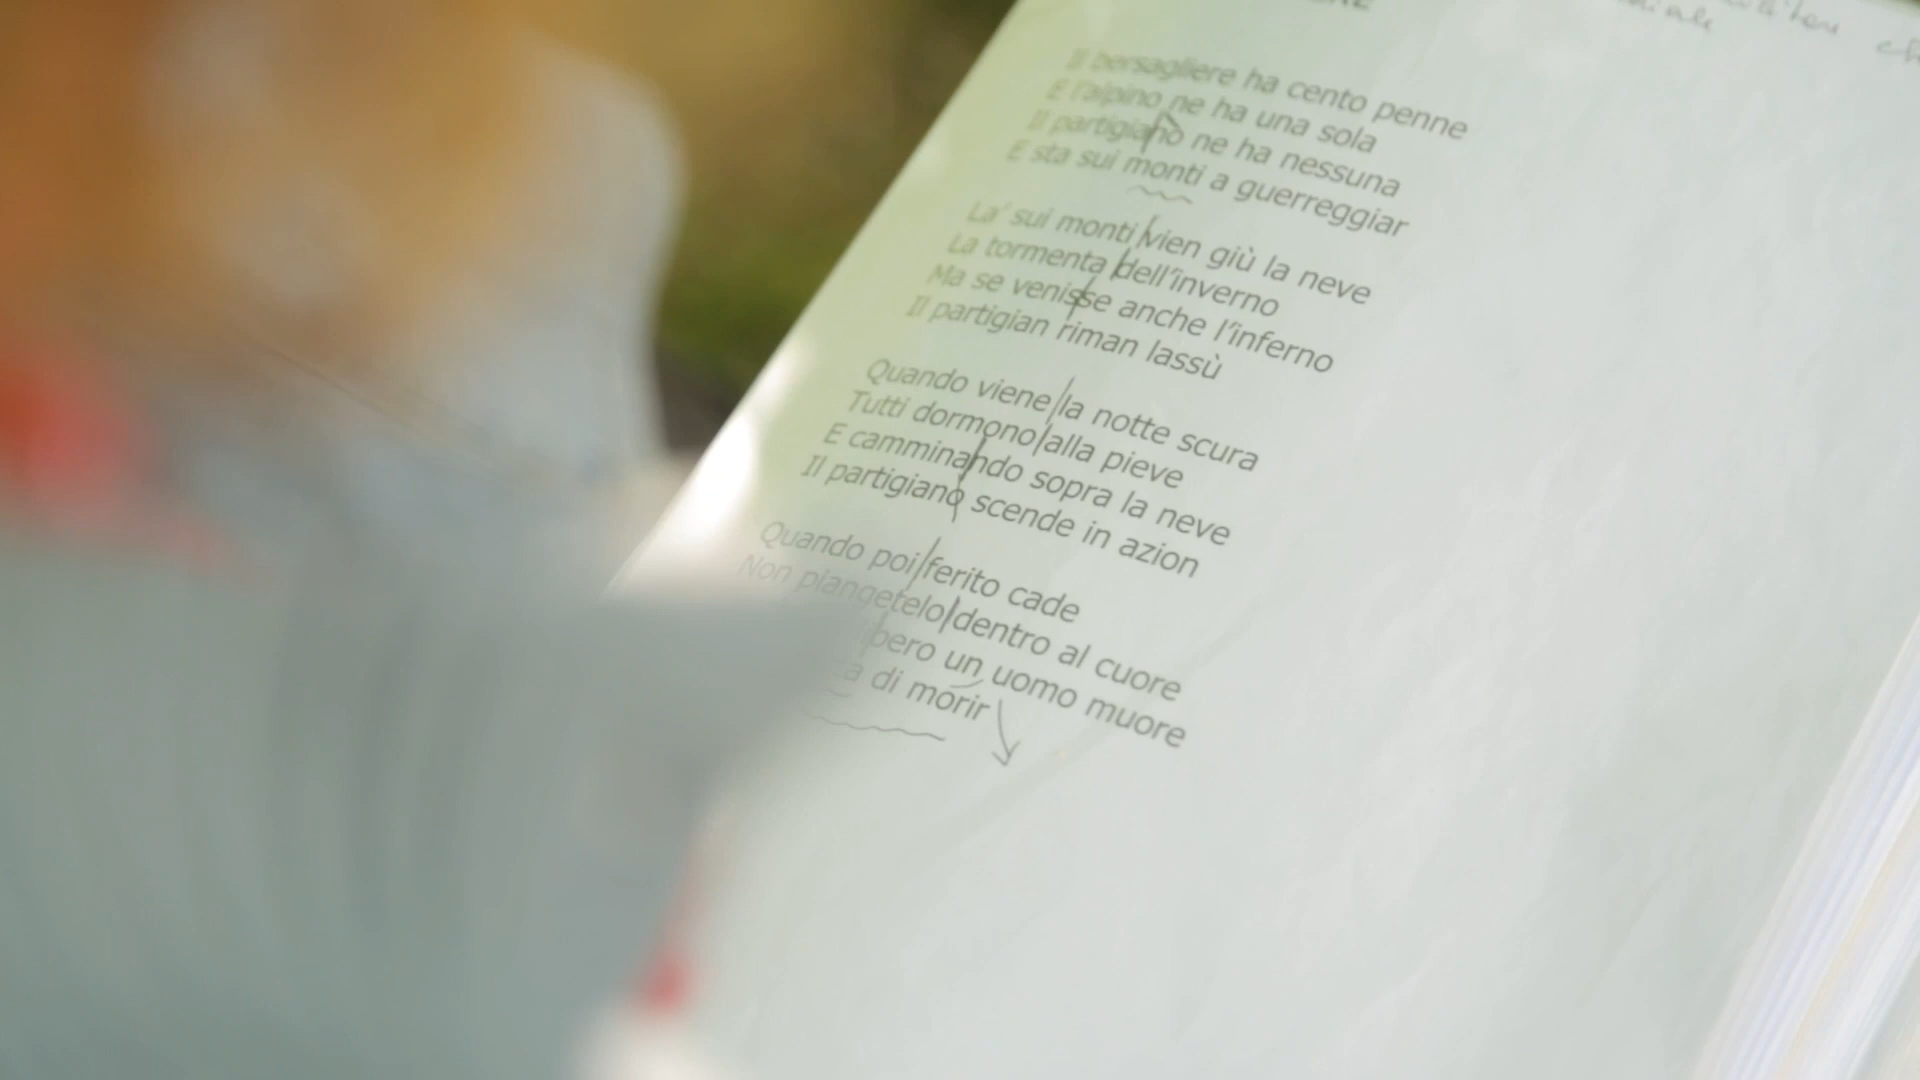 Il bersagliere ha cento penne
E l'alpino ne ha una sola
Il partigiano ne ha nessuna
E sta sui monti a guerreggiar
La' sui monti vien giù la neve
La tormenta dell'inverno
Ma se venisse anche l'inferno
Il partigian riman lassù
Quando viene la notte scura
Tutti dormono alla pieve
E camminando sopra la neve
Il partigiano scende in azion
Quando poi ferito cade
Non piangetelo dentro al cuore
un uomo muore
di morir